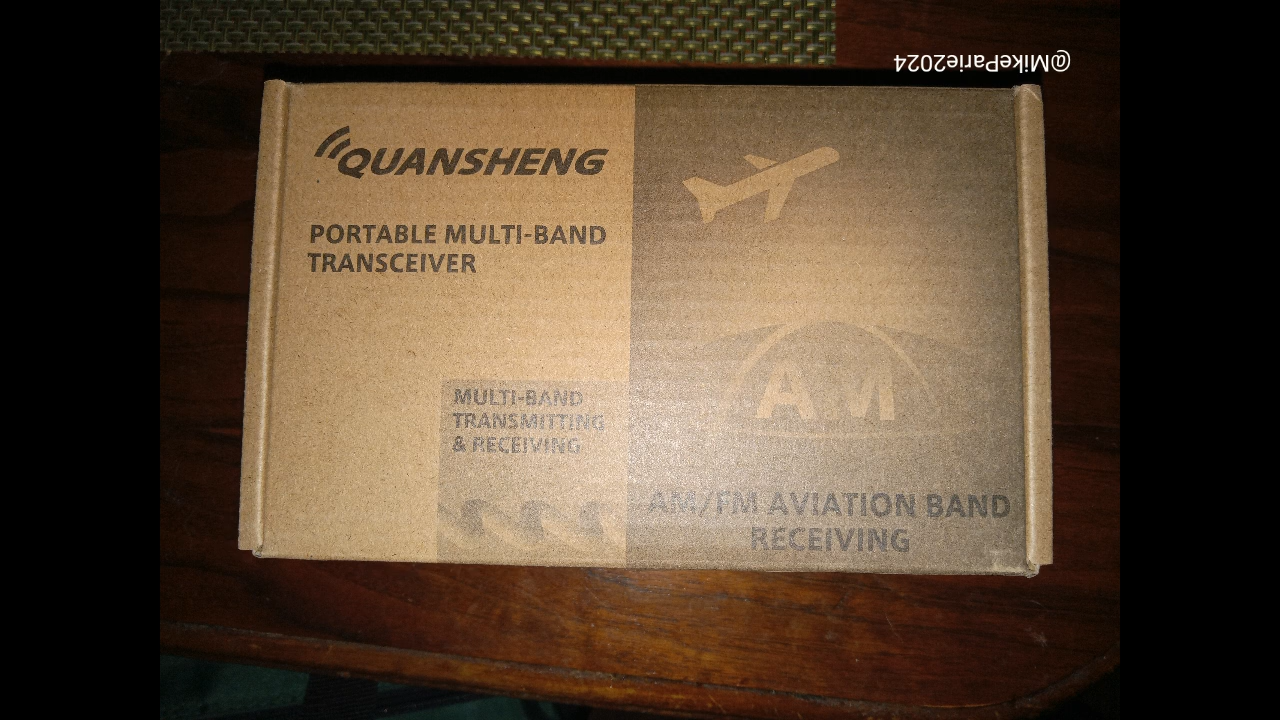 @MikeParie2024
QUANSHENG
PORTABLE MULTI-BAND
TRANSCEIVER
MULTI-BAND
TRANSMITTING
& RECEIVING
AM
AM/FM AVIATION BAND
RECEIVING